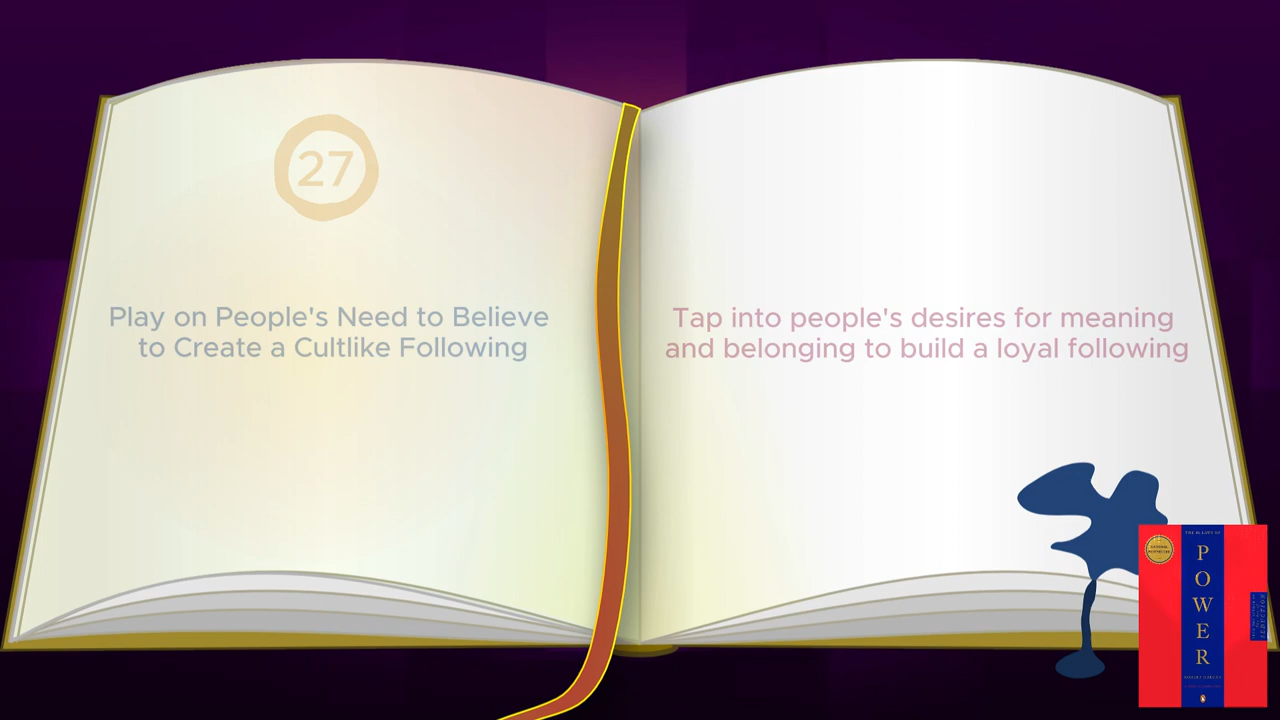 27
Play on People's Need to Believe
to Create a Cultlike Following
Tap into people's desires for meaning
and belonging to build a loyal following
POWER